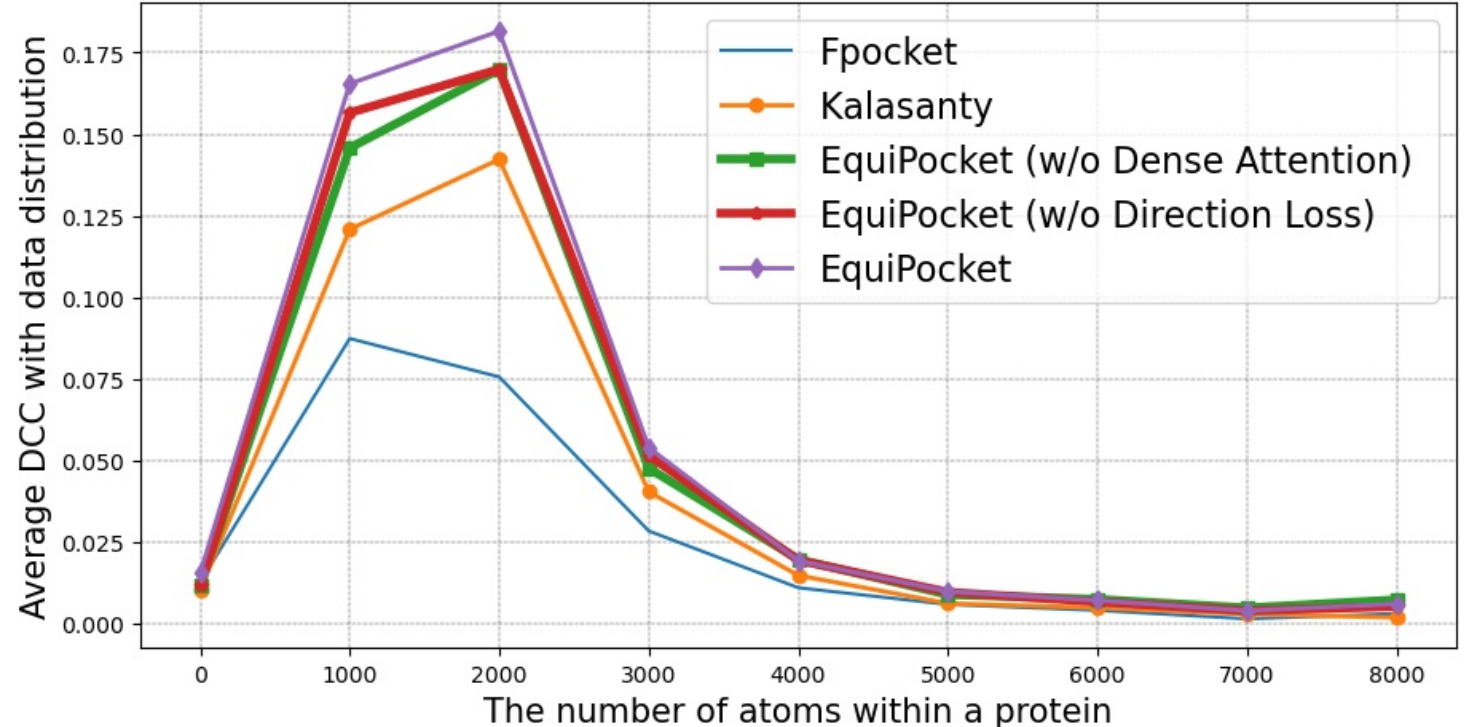 Average DCC with data distribution
0.175
0.150
0.125
0.100
0.075
0.050
0.025
0.000
Fpocket
Kalasanty
EquiPocket (w/o Dense Attention)
EquiPocket (w/o Direction Loss)
EquiPocket
0 1000 2000 3000 4000 5000 6000 7000 8000
The number of atoms within a protein